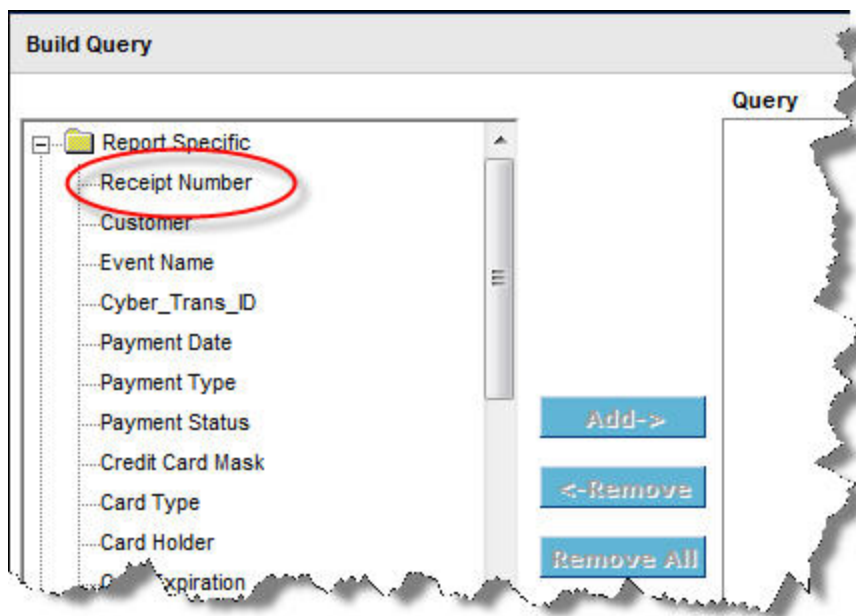 Build Query
Query
Report Specific
Receipt Number
Customer
Event Name
Cyber_Trans_ID
Payment Date
Payment Type
Payment Status
Credit Card Mask
Card Type
Card Holder
Add->
<-Remove
Remove All
xpiration